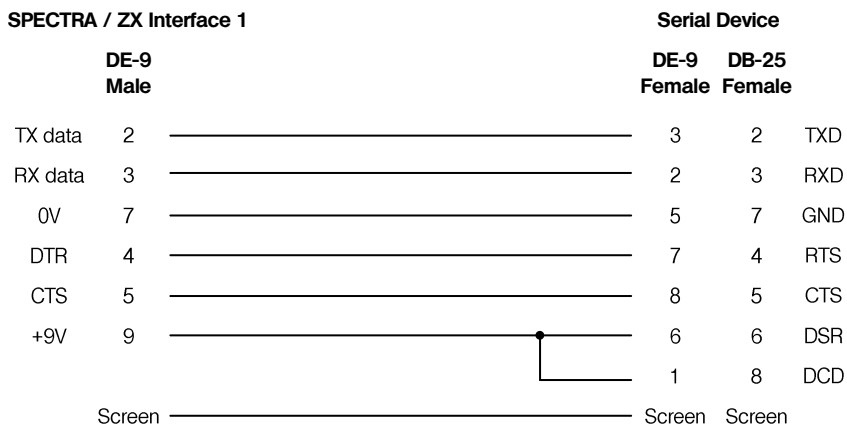 SPECTRA / ZX Interface 1 Serial Device
DE-9 Male DE-9 Female DB-25 Female
TX data 2 3 2 TXD
RX data 3 2 3 RXD
0V 7 5 7 GND
DTR 4 7 4 RTS
CTS 5 8 5 CTS
+9V 9 6 6 DSR
1 8 DCD
Screen Screen Screen